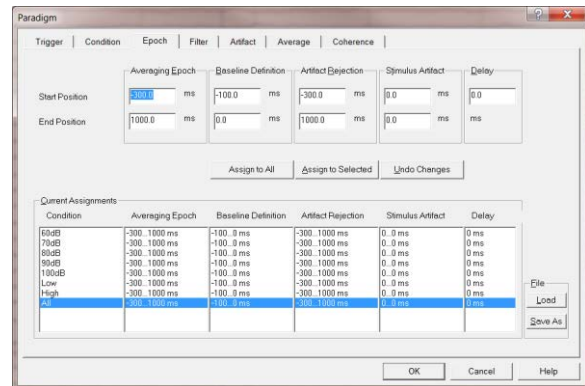 Paradigm
Trigger Condition Epoch Filter Artifact Average Coherence
Averaging Epoch Baseline Definition Artifact Rejection Stimulus Artifact Delay
Start Position -300.0 ms -100.0 ms -300.0 ms 0.0 ms 0.0 ms
End Position 1000.0 ms 0.0 ms 1000.0 ms 0.0 ms ms
Assign to All Assign to Selected Undo Changes
Current Assignments
Condition Averaging Epoch Baseline Definition Artifact Rejection Stimulus Artifact Delay
60dB -300...1000 ms -100...0 ms -300...1000 ms 0...0 ms 0 ms
70dB -300...1000 ms -100...0 ms -300...1000 ms 0...0 ms 0 ms
80dB -300...1000 ms -100...0 ms -300...1000 ms 0...0 ms 0 ms
90dB -300...1000 ms -100...0 ms -300...1000 ms 0...0 ms 0 ms
100dB -300...1000 ms -100...0 ms -300...1000 ms 0...0 ms 0 ms
Low -300...1000 ms -100...0 ms -300...1000 ms 0...0 ms 0 ms
High -300...1000 ms -100...0 ms -300...1000 ms 0...0 ms 0 ms
All -300...1000 ms -100...0 ms -300...1000 ms 0...0 ms 0 ms
File
Load
Save As
OK Cancel Help